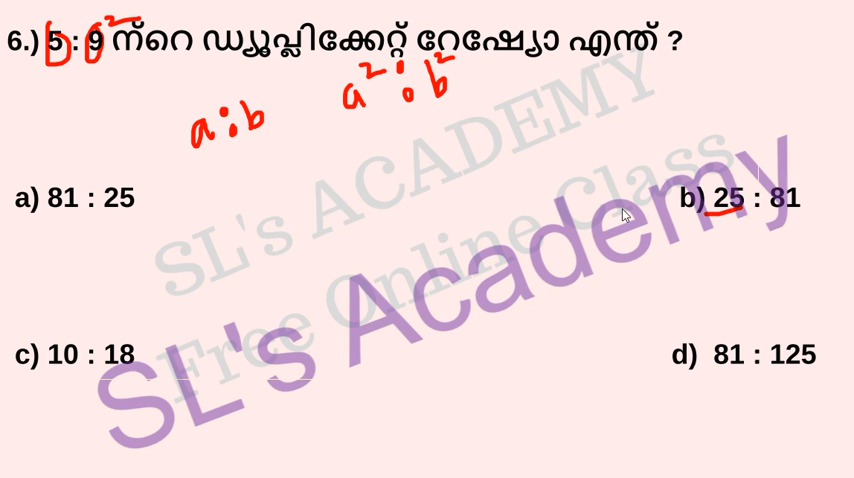 6.) 5 : 9 ന്റെ ഡ്യൂപ്ലിക്കേറ്റ് റേഷ്യോ എന്ത് ?
a : b a² : b²
a) 81 : 25 b) 25 : 81
c) 10 : 18 d) 81 : 125
SL's ACADEMY
Free Online Class
SL's Academy